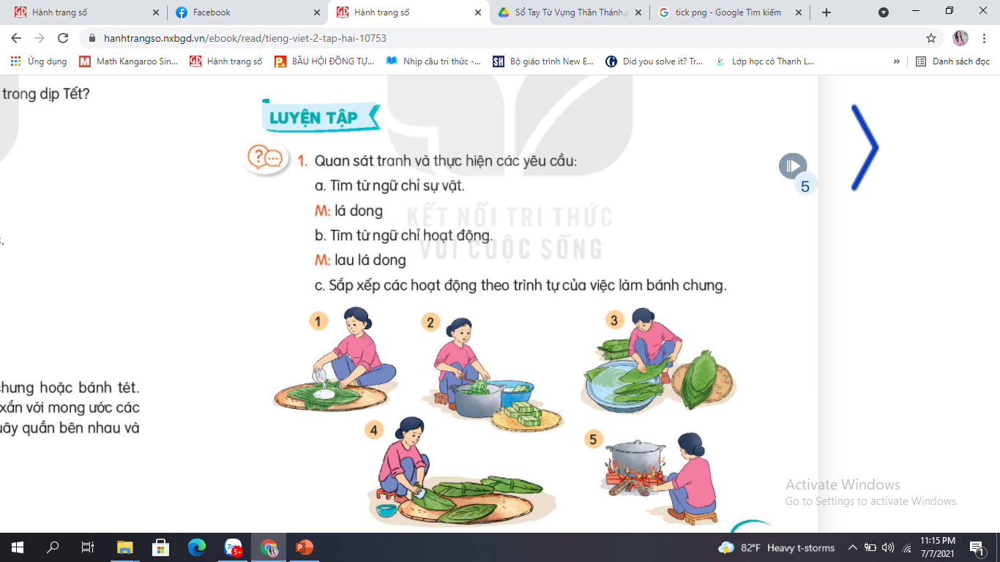 Hành trang số
Facebook
Hành trang số
Sổ Tay Từ Vựng Thần Thánh.p
tick png - Google Tìm kiếm
hanhtrangso.nxbgd.vn/ebook/read/tieng-viet-2-tap-hai-10753
Ứng dụng
Math Kangaroo Sin...
Hành trang số
BẦU HỘI ĐỒNG TỰ...
Nhịp cầu tri thức -...
Bộ giáo trình New E...
Did you solve it? Tr...
Lớp học cô Thanh L...
Danh sách đọc
trong dịp Tết?
LUYỆN TẬP
1. Quan sát tranh và thực hiện các yêu cầu:
a. Tìm từ ngữ chỉ sự vật.
5
M: lá dong
KẾT NỐI TRI THỨC
b. Tìm từ ngữ chỉ hoạt động.
VỚI CUỘC SỐNG
M: lau lá dong
c. Sắp xếp các hoạt động theo trình tự của việc làm bánh chưng.
1
2
3
chưng hoặc bánh tét.
xắn với mong ước các
uây quần bên nhau và
4
5
Activate Windows
Go to Settings to activate Windows.
5+
82°F Heavy t-storms
11:15 PM
7/7/2021
1